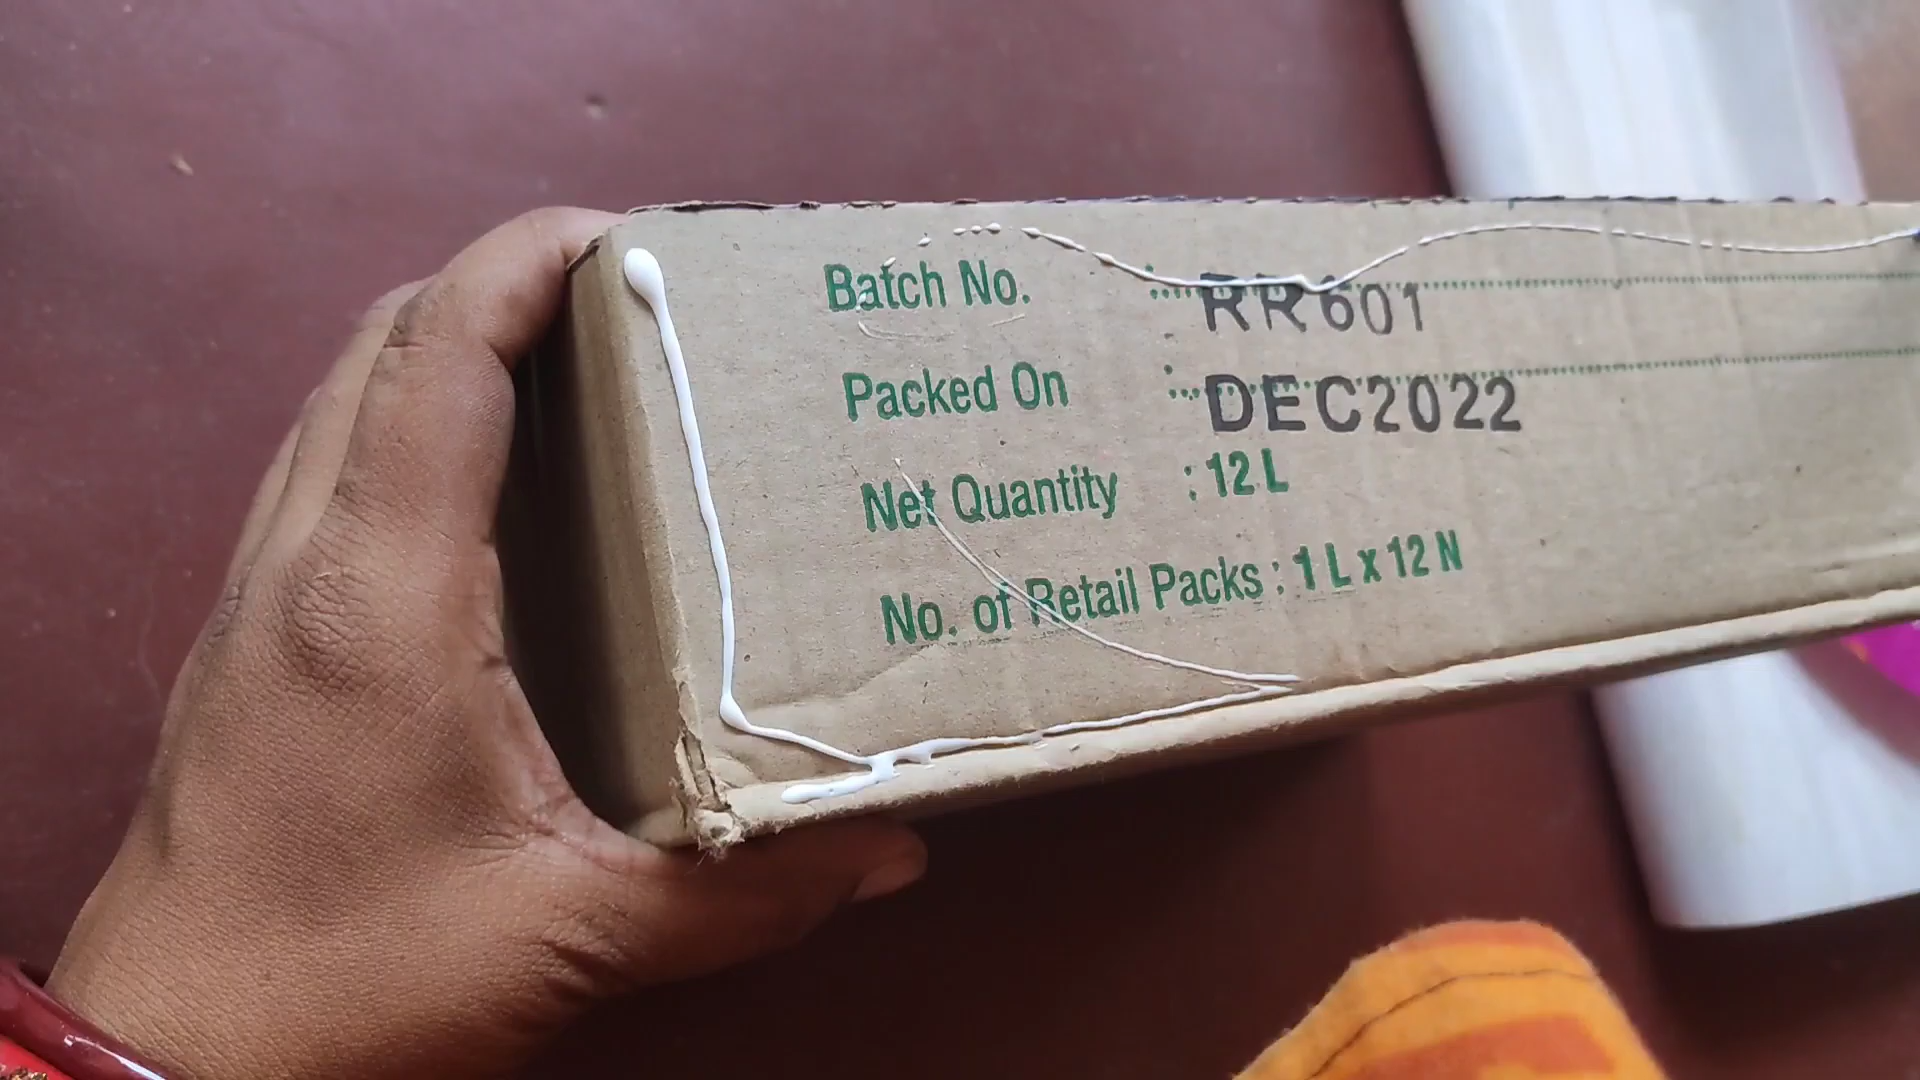 Batch No. : RR601
Packed On : DEC2022
Net Quantity : 12 L
No. of Retail Packs : 1 L x 12 N